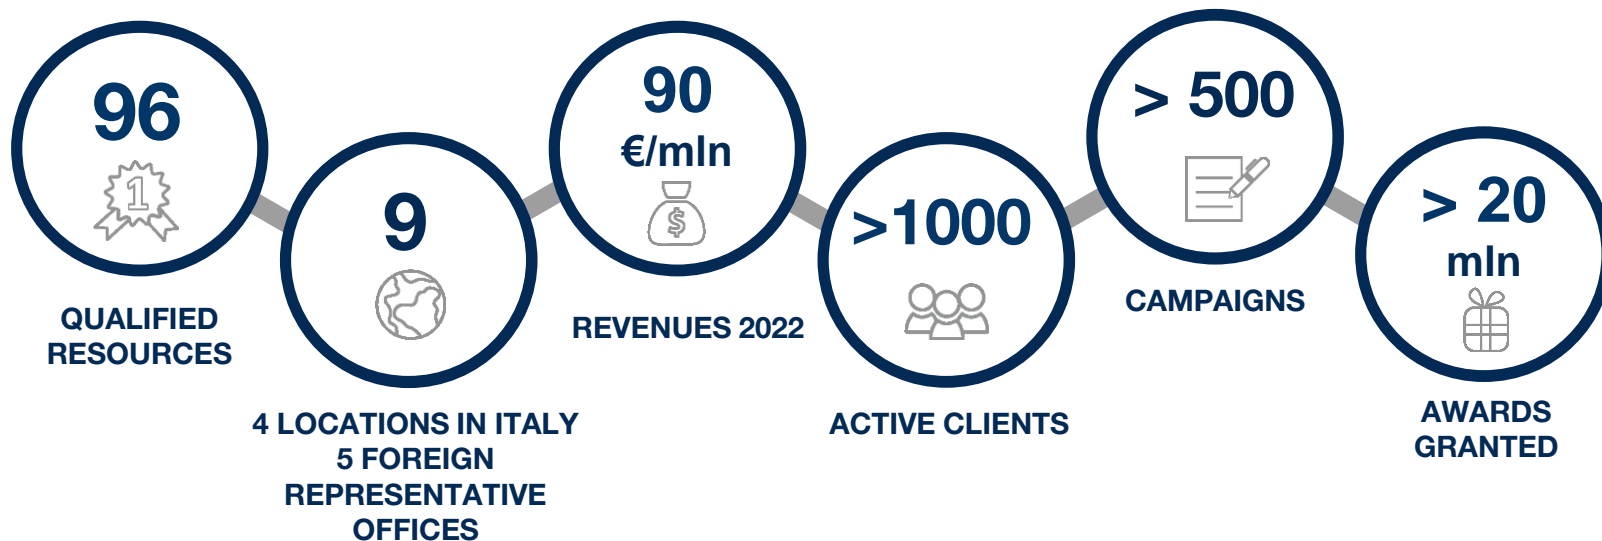 96
1
QUALIFIED
RESOURCES
9
4 LOCATIONS IN ITALY
5 FOREIGN
REPRESENTATIVE
OFFICES
90
€/mln
$
REVENUES 2022
>1000
ACTIVE CLIENTS
> 500
CAMPAIGNS
> 20
mln
AWARDS
GRANTED